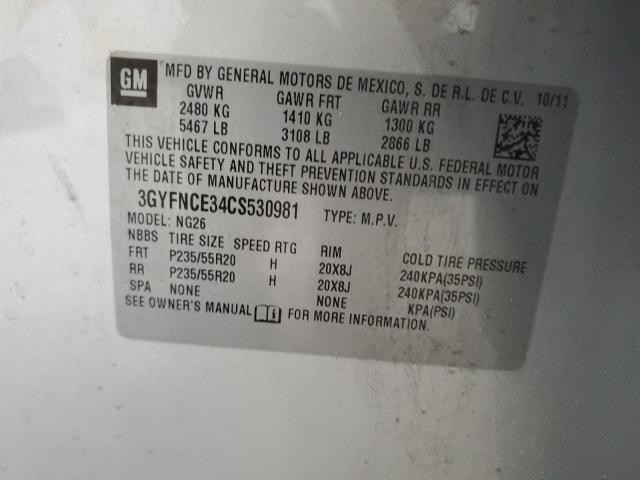 GM
MFD BY GENERAL MOTORS DE MEXICO, S. DE R.L. DE C.V. 10/11
GVWR GAWR FRT GAWR RR
2480 KG 1410 KG 1300 KG
5467 LB 3108 LB 2866 LB
THIS VEHICLE CONFORMS TO ALL APPLICABLE U.S. FEDERAL MOTOR
VEHICLE SAFETY AND THEFT PREVENTION STANDARDS IN EFFECT ON
THE DATE OF MANUFACTURE SHOWN ABOVE.
3GYFNCE34CS530981 TYPE: M.P.V.
MODEL: NG26
NBBS TIRE SIZE SPEED RTG RIM COLD TIRE PRESSURE
FRT P235/55R20 H 20X8J 240KPA(35PSI)
RR P235/55R20 H 20X8J 240KPA(35PSI)
SPA NONE NONE KPA(PSI)
SEE OWNER'S MANUAL i FOR MORE INFORMATION.